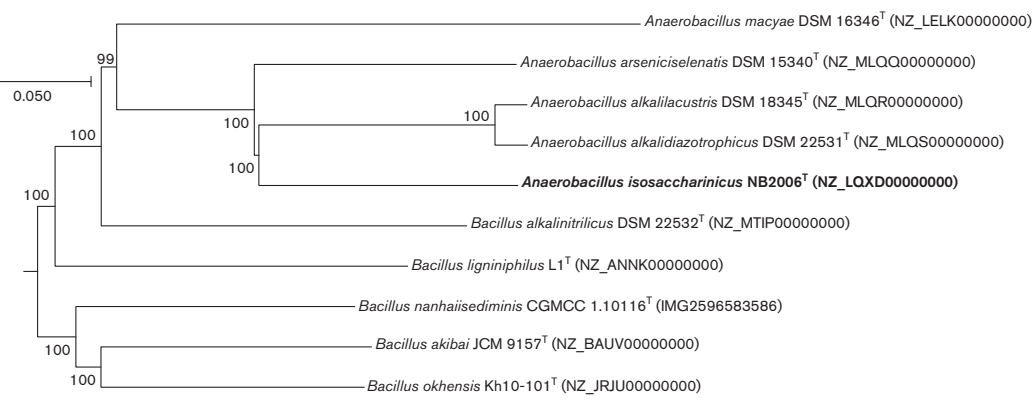 Anaerobacillus macyae DSM 16346T (NZ_LELK00000000)
99
Anaerobacillus arseniciselenatis DSM 15340T (NZ_MLQQ00000000)
0.050
Anaerobacillus alkalilacustris DSM 18345T (NZ_MLQR00000000)
100
100
100
Anaerobacillus alkalidiazotrophicus DSM 22531T (NZ_MLQS00000000)
100
Anaerobacillus isosaccharinicus NB2006T (NZ_LQXD00000000)
100
Bacillus alkalinitrilicus DSM 22532T (NZ_MTIP00000000)
Bacillus ligniniphilus L1T (NZ_ANNK00000000)
Bacillus nanhaiisediminis CGMCC 1.10116T (IMG2596583586)
Bacillus akibai JCM 9157T (NZ_BAUV00000000)
100
100
Bacillus okhensis Kh10-101T (NZ_JRJU00000000)